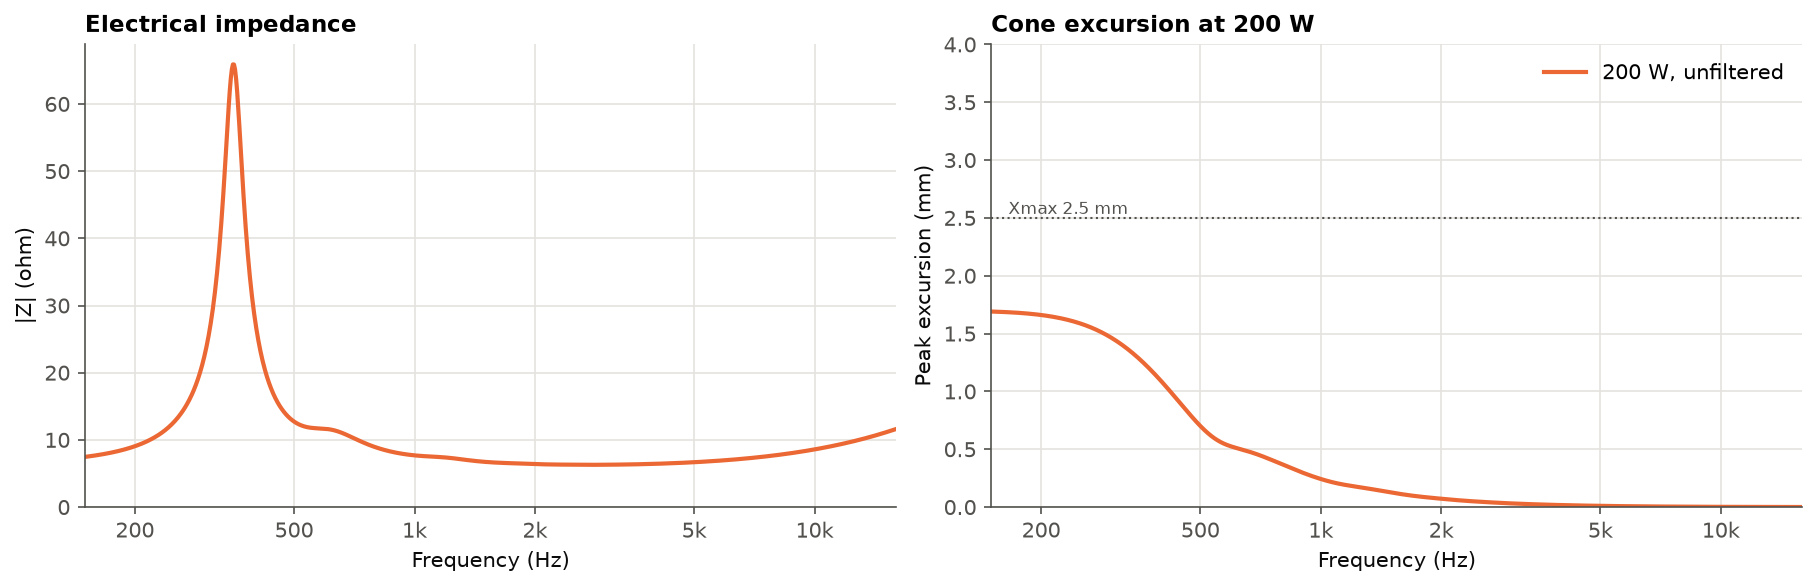 Electrical impedance
60
50
40
30
20
10
0
|Z| (ohm)
200 500 1k 2k 5k 10k
Frequency (Hz)
Cone excursion at 200 W
200 W, unfiltered
4.0
3.5
3.0
2.5
2.0
1.5
1.0
0.5
0.0
Peak excursion (mm)
Xmax 2.5 mm
200 500 1k 2k 5k 10k
Frequency (Hz)